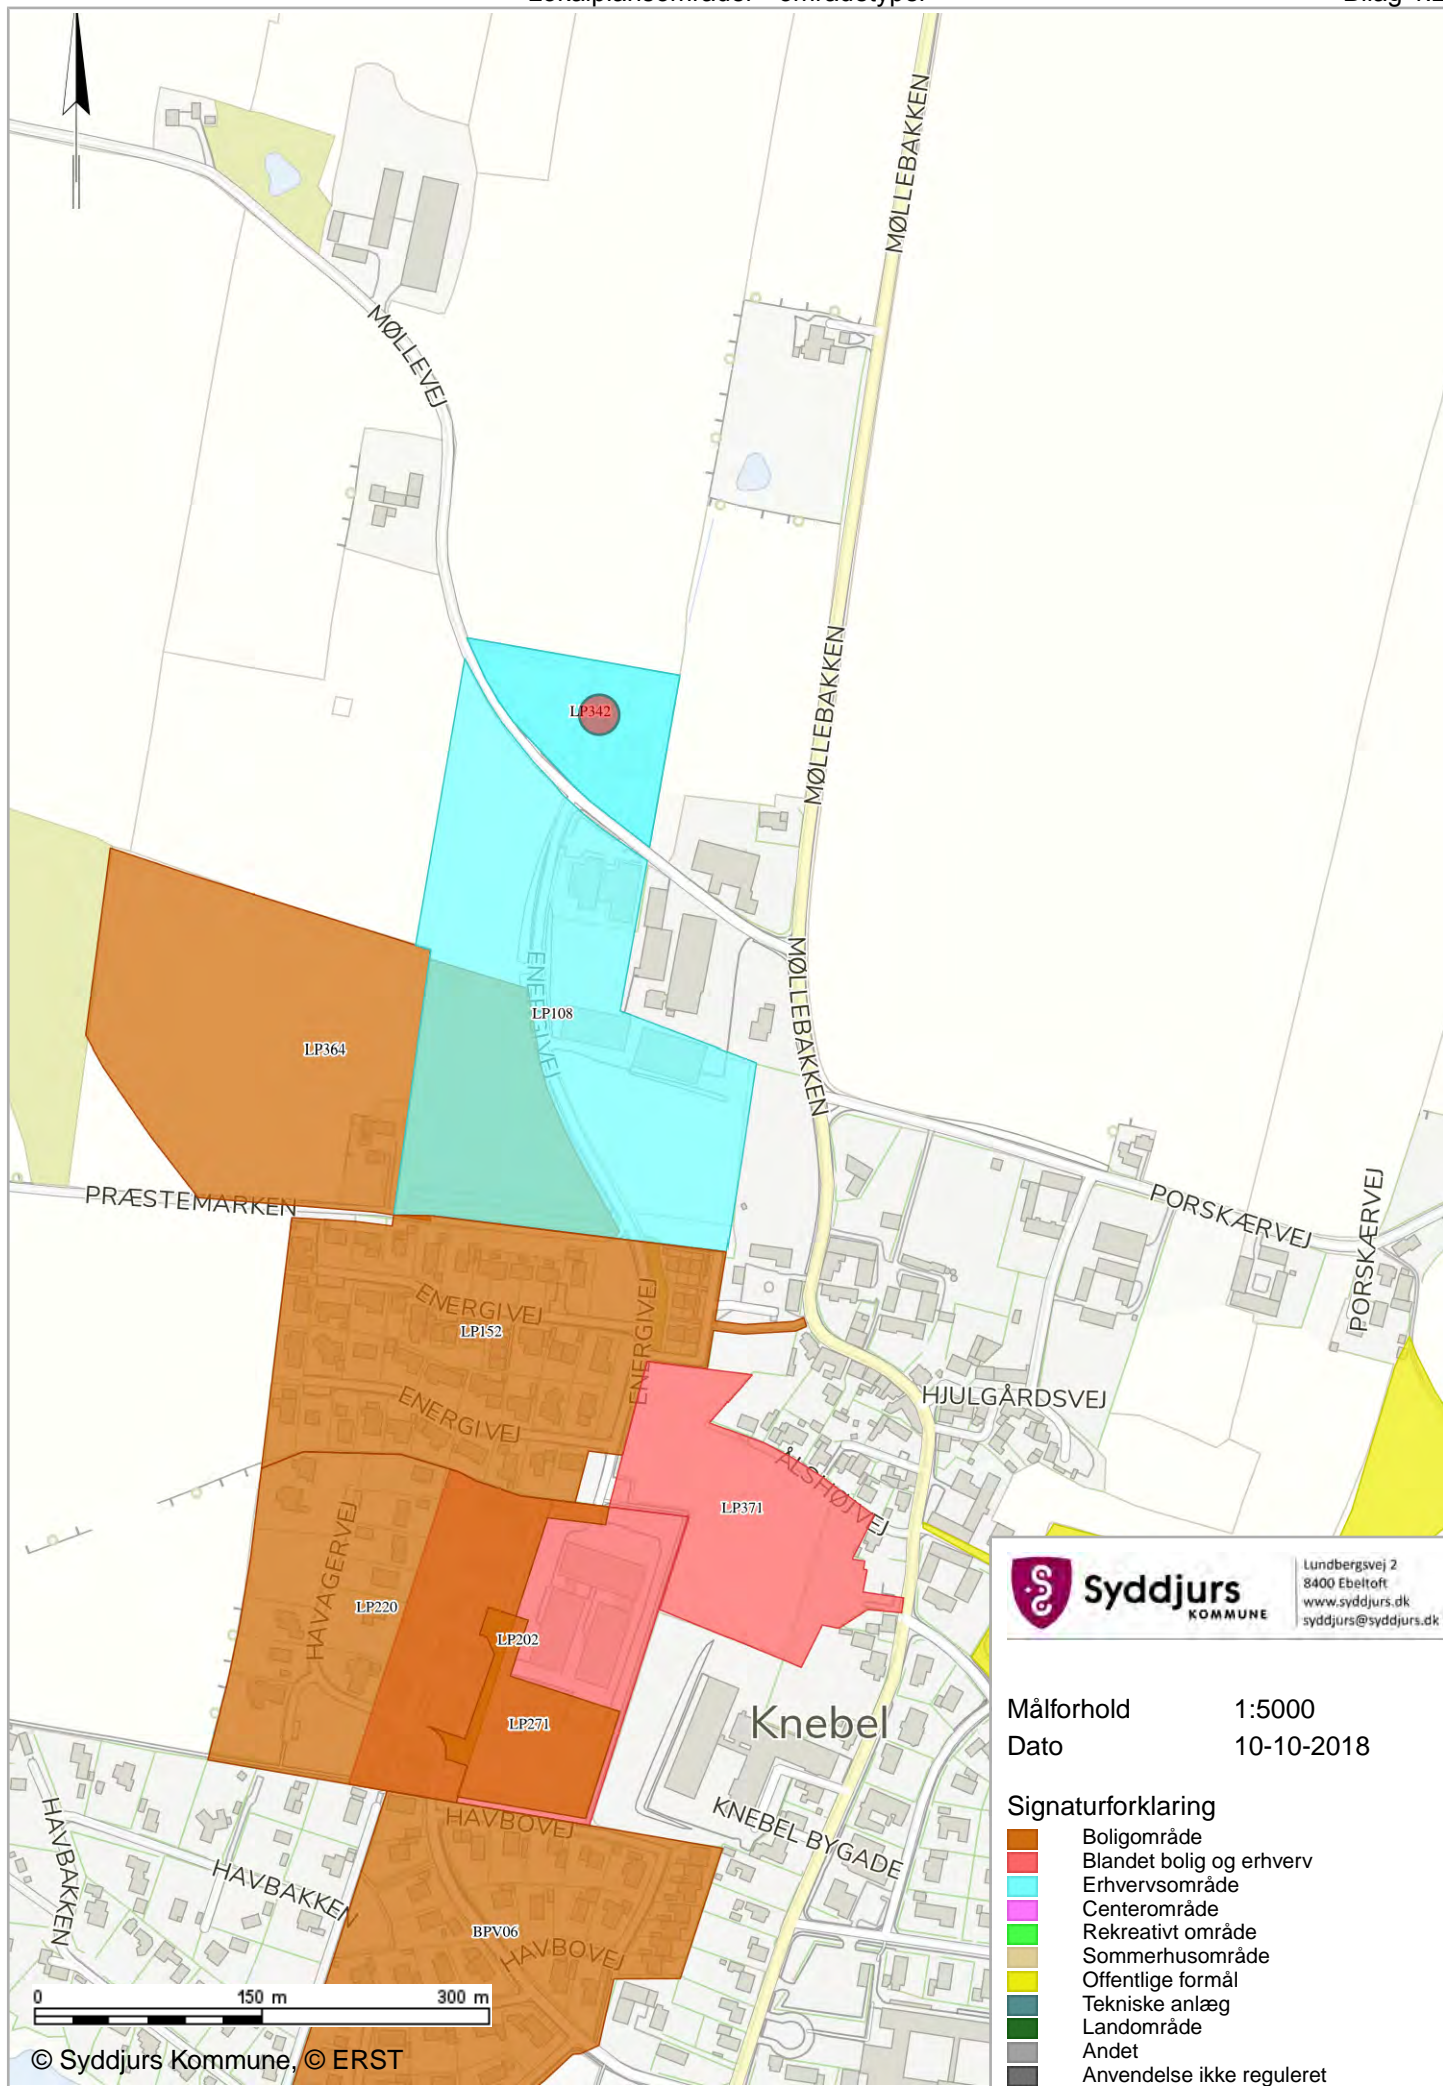 Lokalplansområder - områdetyper
MØLLEBAKKEN
MØLLEVEJ
MØLLEBAKKEN
LP342
MØLLEBAKKEN
ENERGIVEJ
LP108
LP364
PRÆSTEMARKEN
PORSKÆRVEJ
PORSKÆRVEJ
ENERGIVEJ
LP152
ENERGIVEJ
ENERGIVEJ
HJULGÅRDSVEJ
ÅLSHØJVEJ
LP371
HAVAGERVEJ
LP220
LP202
LP271
Knebel
KNEBEL BYGADE
HAVBOVEJ
HAVBAKKEN
HAVBAKKEN
BPV06
HAVBOVEJ
0 150 m 300 m
© Syddjurs Kommune, © ERST
Syddjurs
KOMMUNE
Lundbergsvej 2
8400 Ebeltoft
www.syddjurs.dk
syddjurs@syddjurs.dk
Målforhold 1:5000
Dato 10-10-2018
Signaturforklaring
Boligområde
Blandet bolig og erhverv
Erhvervsområde
Centerområde
Rekreativt område
Sommerhusområde
Offentlige formål
Tekniske anlæg
Landområde
Andet
Anvendelse ikke reguleret